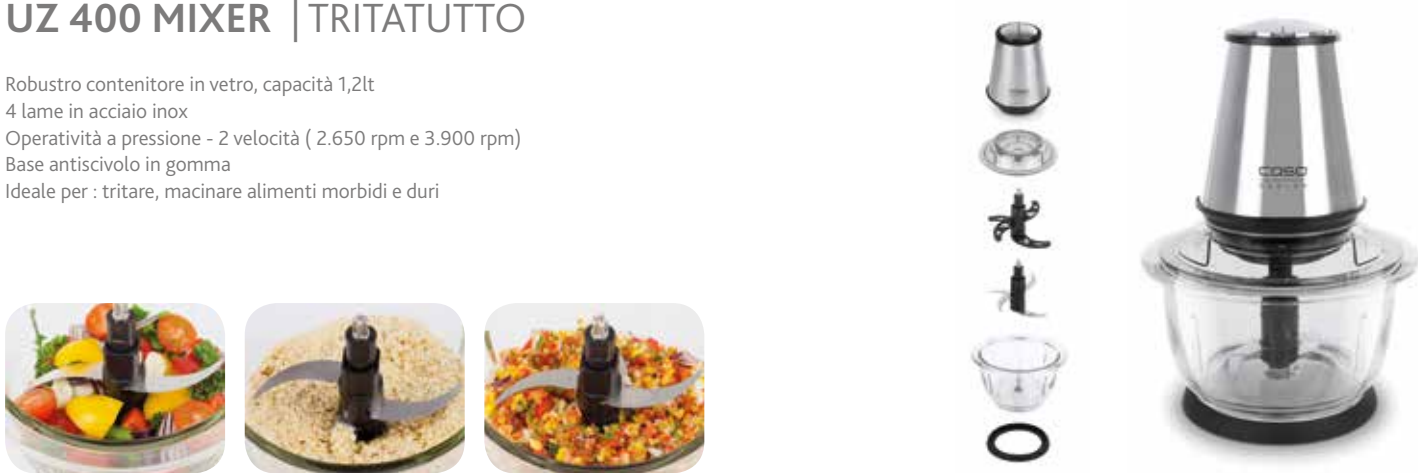 UZ 400 MIXER | TRITATUTTO
Robustro contenitore in vetro, capacità 1,2lt
4 lame in acciaio inox
Operatività a pressione - 2 velocità ( 2.650 rpm e 3.900 rpm)
Base antiscivolo in gomma
Ideale per : tritare, macinare alimenti morbidi e duri
caso